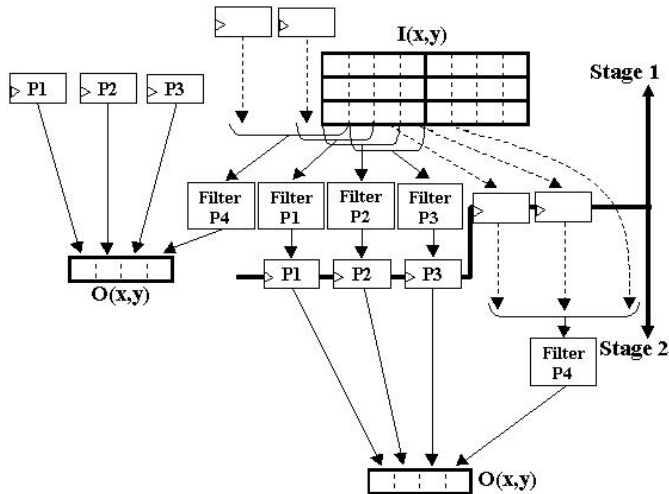 I(x,y)
Stage 1
P1
P2
P3
Filter
P4
Filter
P1
Filter
P2
Filter
P3
P1
P2
P3
O(x,y)
Stage 2
Filter
P4
O(x,y)